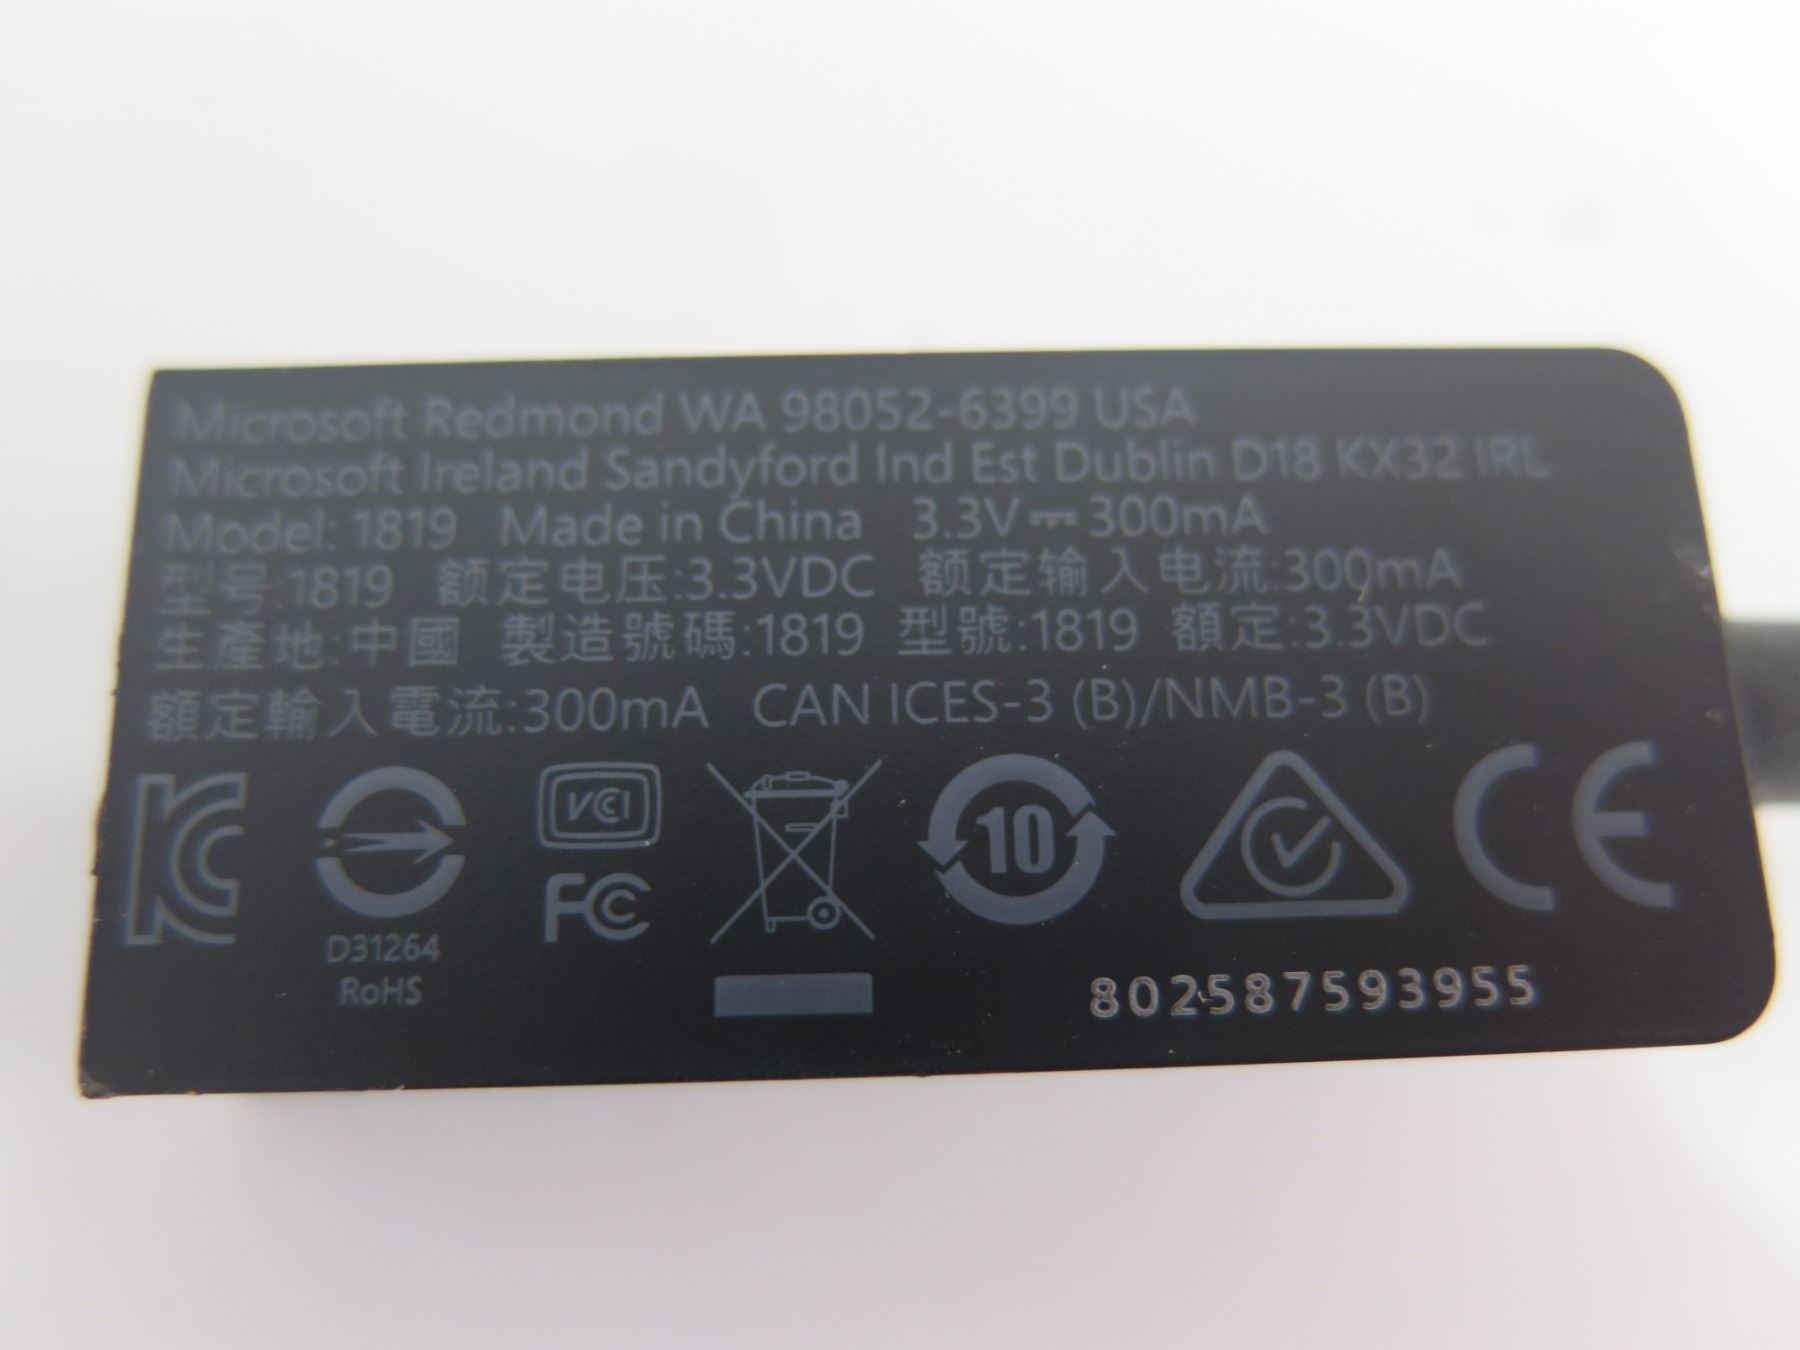 Microsoft Redmond WA 98052-6399 USA
Microsoft Ireland Sandyford Ind Est Dublin D18 KX32 IRL
Model: 1819 Made in China 3.3V⎓300mA
型号:1819 额定电压:3.3VDC 额定输入电流:300mA
生產地:中國 製造號碼:1819 型號:1819 額定:3.3VDC
額定輸入電流:300mA CAN ICES-3 (B)/NMB-3 (B)
KC
VCI
10
CE
FC
D31264
RoHS
802587593955